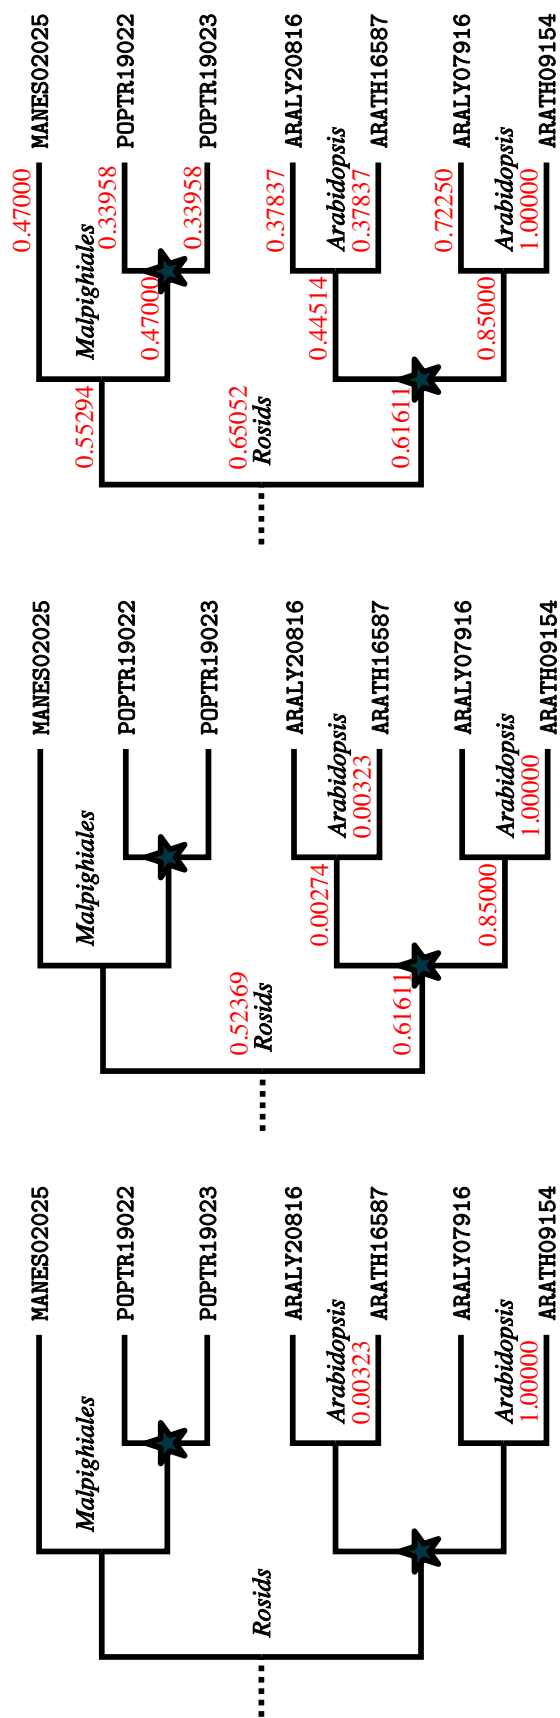 MANES02025
0.47000
Malpighiales
POPTR19022
0.33958
0.55294
POPTR19023
0.33958
0.47000
0.65052
Rosids
ARALY20816
0.37837
Arabidopsis
0.44514
ARATH16587
0.37837
0.61611
ARALY07916
0.72250
Arabidopsis
0.85000
ARATH09154
1.00000
MANES02025
Malpighiales
POPTR19022
POPTR19023
0.52369
Rosids
ARALY20816
Arabidopsis
0.00274
ARATH16587
0.00323
0.61611
ARALY07916
Arabidopsis
0.85000
ARATH09154
1.00000
MANES02025
Malpighiales
POPTR19022
POPTR19023
Rosids
ARALY20816
Arabidopsis
ARATH16587
0.00323
ARALY07916
Arabidopsis
ARATH09154
1.00000